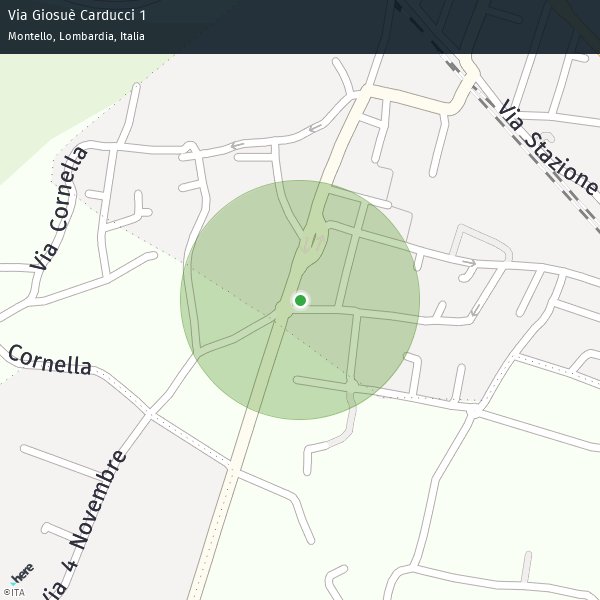 Via Giosuè Carducci 1
Montello, Lombardia, Italia
Via Stazione
Via Cornella
Cornella
Via 4 Novembre
here
©ITA